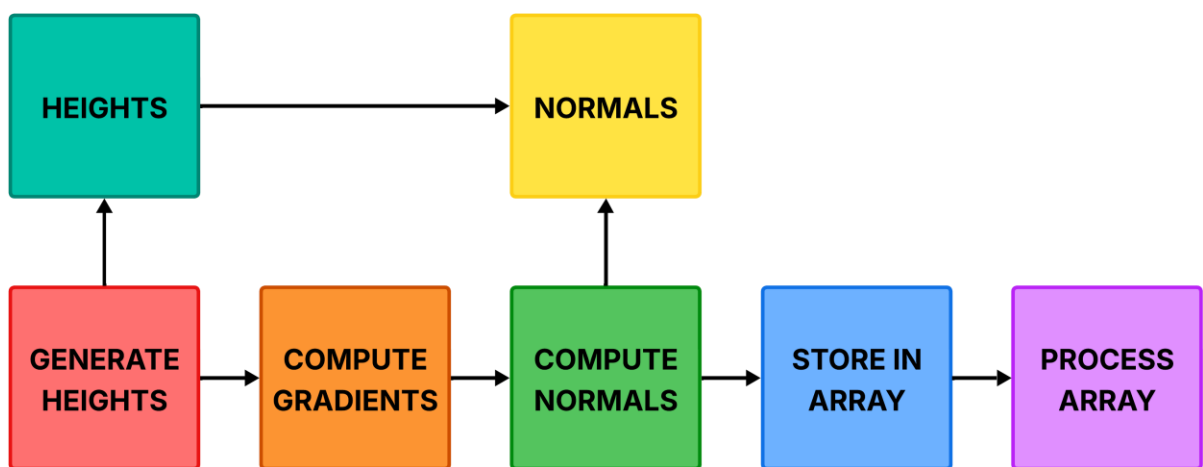 HEIGHTS
NORMALS
GENERATE
HEIGHTS
COMPUTE
GRADIENTS
COMPUTE
NORMALS
STORE IN
ARRAY
PROCESS
ARRAY